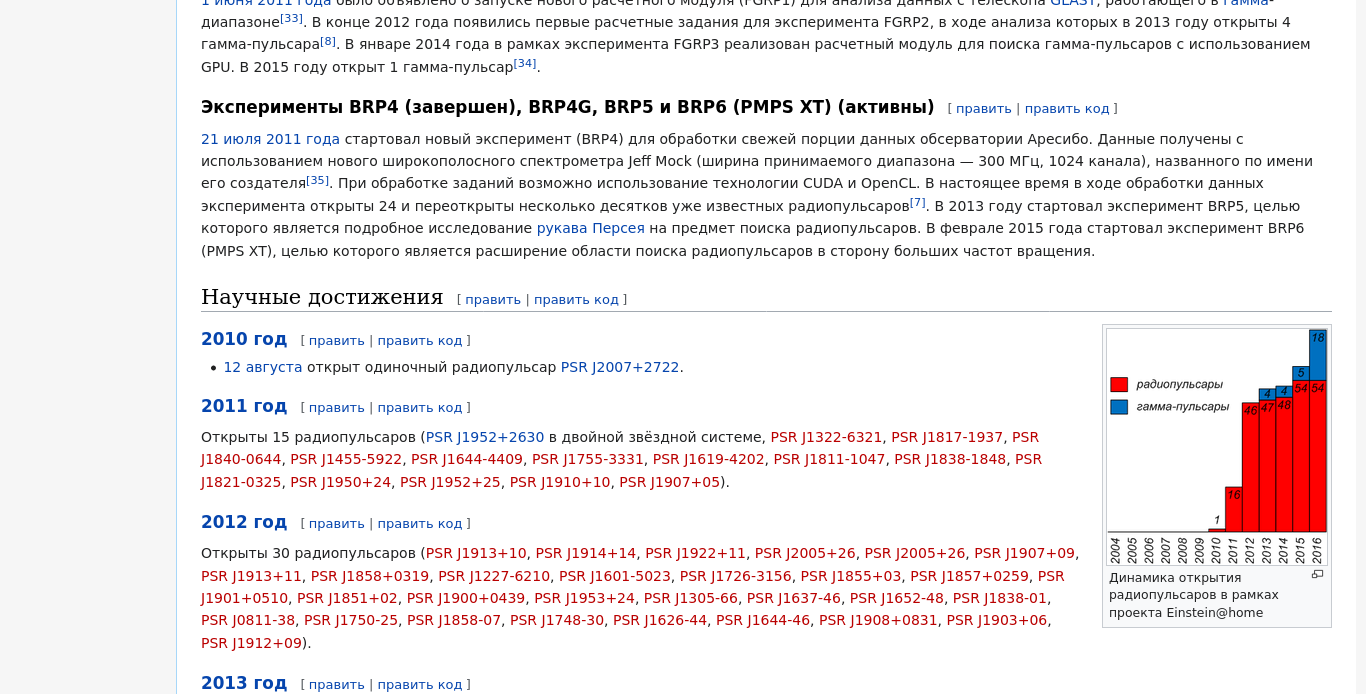 1 июня 2011 года было объявлено о запуске нового расчетного модуля (FGRP1) для анализа данных с телескопа GLAST, работающего в гамма-
диапазоне[33]. В конце 2012 года появились первые расчетные задания для эксперимента FGRP2, в ходе анализа которых в 2013 году открыты 4
гамма-пульсара[8]. В январе 2014 года в рамках эксперимента FGRP3 реализован расчетный модуль для поиска гамма-пульсаров с использованием
GPU. В 2015 году открыт 1 гамма-пульсар[34].
Эксперименты BRP4 (завершен), BRP4G, BRP5 и BRP6 (PMPS XT) (активны) [ править | править код ]
21 июля 2011 года стартовал новый эксперимент (BRP4) для обработки свежей порции данных обсерватории Аресибо. Данные получены с
использованием нового широкополосного спектрометра Jeff Mock (ширина принимаемого диапазона — 300 МГц, 1024 канала), названного по имени
его создателя[35]. При обработке заданий возможно использование технологии CUDA и OpenCL. В настоящее время в ходе обработки данных
эксперимента открыты 24 и переоткрыты несколько десятков уже известных радиопульсаров[7]. В 2013 году стартовал эксперимент BRP5, целью
которого является подробное исследование рукава Персея на предмет поиска радиопульсаров. В феврале 2015 года стартовал эксперимент BRP6
(PMPS XT), целью которого является расширение области поиска радиопульсаров в сторону больших частот вращения.
Научные достижения [ править | править код ]
2010 год [ править | править код ]
• 12 августа открыт одиночный радиопульсар PSR J2007+2722.
2011 год [ править | править код ]
Открыты 15 радиопульсаров (PSR J1952+2630 в двойной звёздной системе, PSR J1322-6321, PSR J1817-1937, PSR
J1840-0644, PSR J1455-5922, PSR J1644-4409, PSR J1755-3331, PSR J1619-4202, PSR J1811-1047, PSR J1838-1848, PSR
J1821-0325, PSR J1950+24, PSR J1952+25, PSR J1910+10, PSR J1907+05).
2012 год [ править | править код ]
Открыты 30 радиопульсаров (PSR J1913+10, PSR J1914+14, PSR J1922+11, PSR J2005+26, PSR J2005+26, PSR J1907+09,
PSR J1913+11, PSR J1858+0319, PSR J1227-6210, PSR J1601-5023, PSR J1726-3156, PSR J1855+03, PSR J1857+0259, PSR
J1901+0510, PSR J1851+02, PSR J1900+0439, PSR J1953+24, PSR J1305-66, PSR J1637-46, PSR J1652-48, PSR J1838-01,
PSR J0811-38, PSR J1750-25, PSR J1858-07, PSR J1748-30, PSR J1626-44, PSR J1644-46, PSR J1908+0831, PSR J1903+06,
PSR J1912+09).
2013 год [ править | править код ]
радиопульсары
гамма-пульсары
1 16 46 47 4 48 4 54 5 54 18
2004 2005 2006 2007 2008 2009 2010 2011 2012 2013 2014 2015 2016
Динамика открытия
радиопульсаров в рамках
проекта Einstein@home